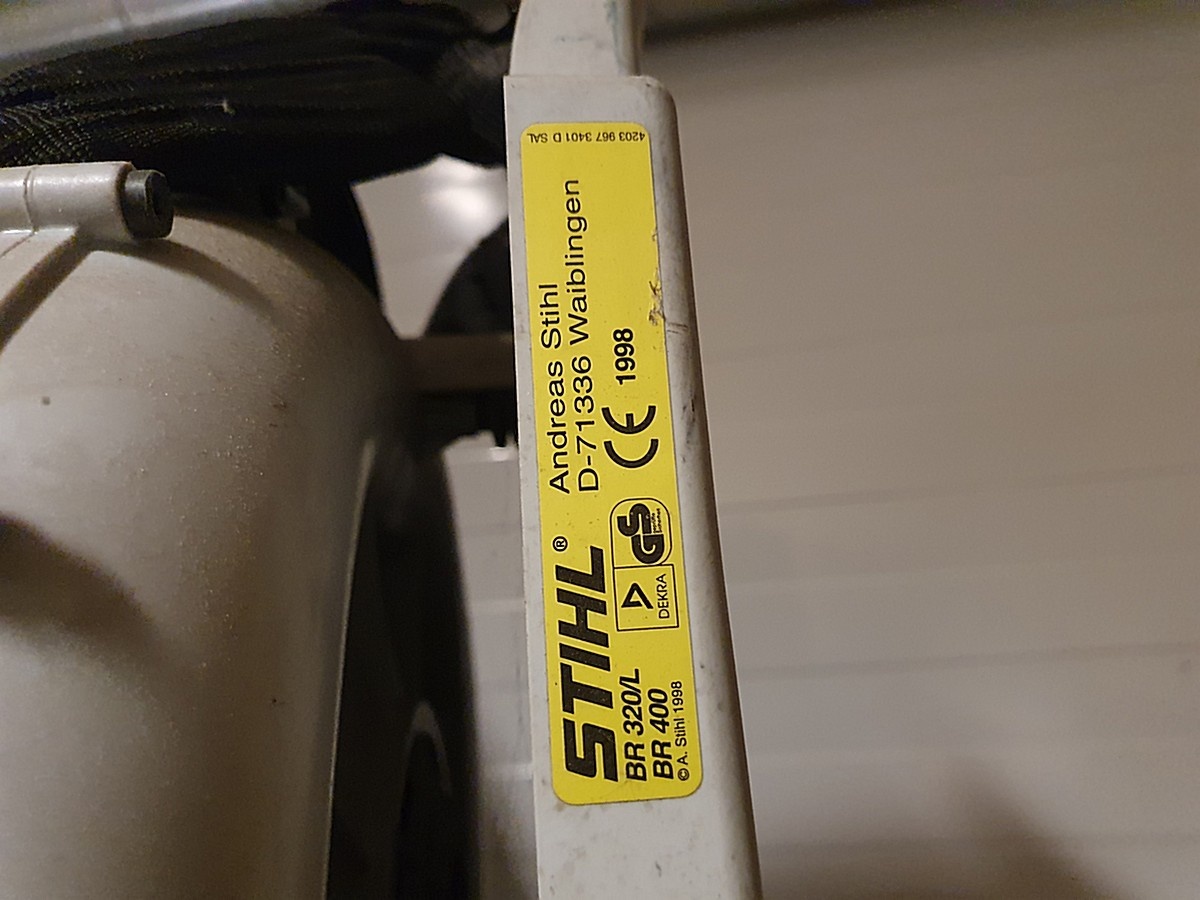 STIHL®
BR 320/L
BR 400
© A. Stihl 1998
DEKRA
GS
Andreas Stihl
D-71336 Waiblingen
CE 1998
4203 967 3401 D SAL